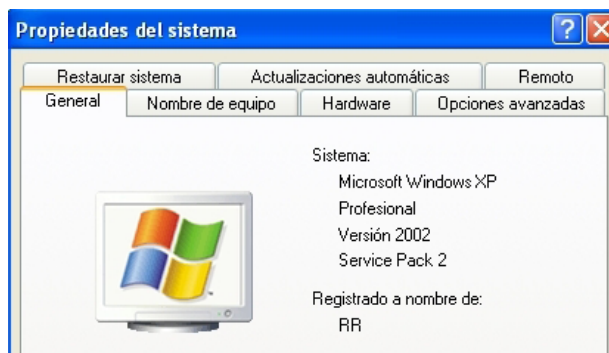 Propiedades del sistema
Restaurar sistema
Actualizaciones automáticas
Remoto
General
Nombre de equipo
Hardware
Opciones avanzadas
Sistema:
Microsoft Windows XP
Profesional
Versión 2002
Service Pack 2
Registrado a nombre de:
RR